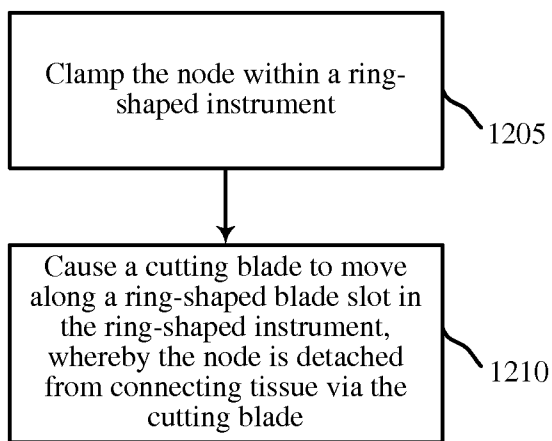 Clamp the node within a ring-
shaped instrument
1205
Cause a cutting blade to move
along a ring-shaped blade slot in
the ring-shaped instrument,
whereby the node is detached
from connecting tissue via the
cutting blade
1210